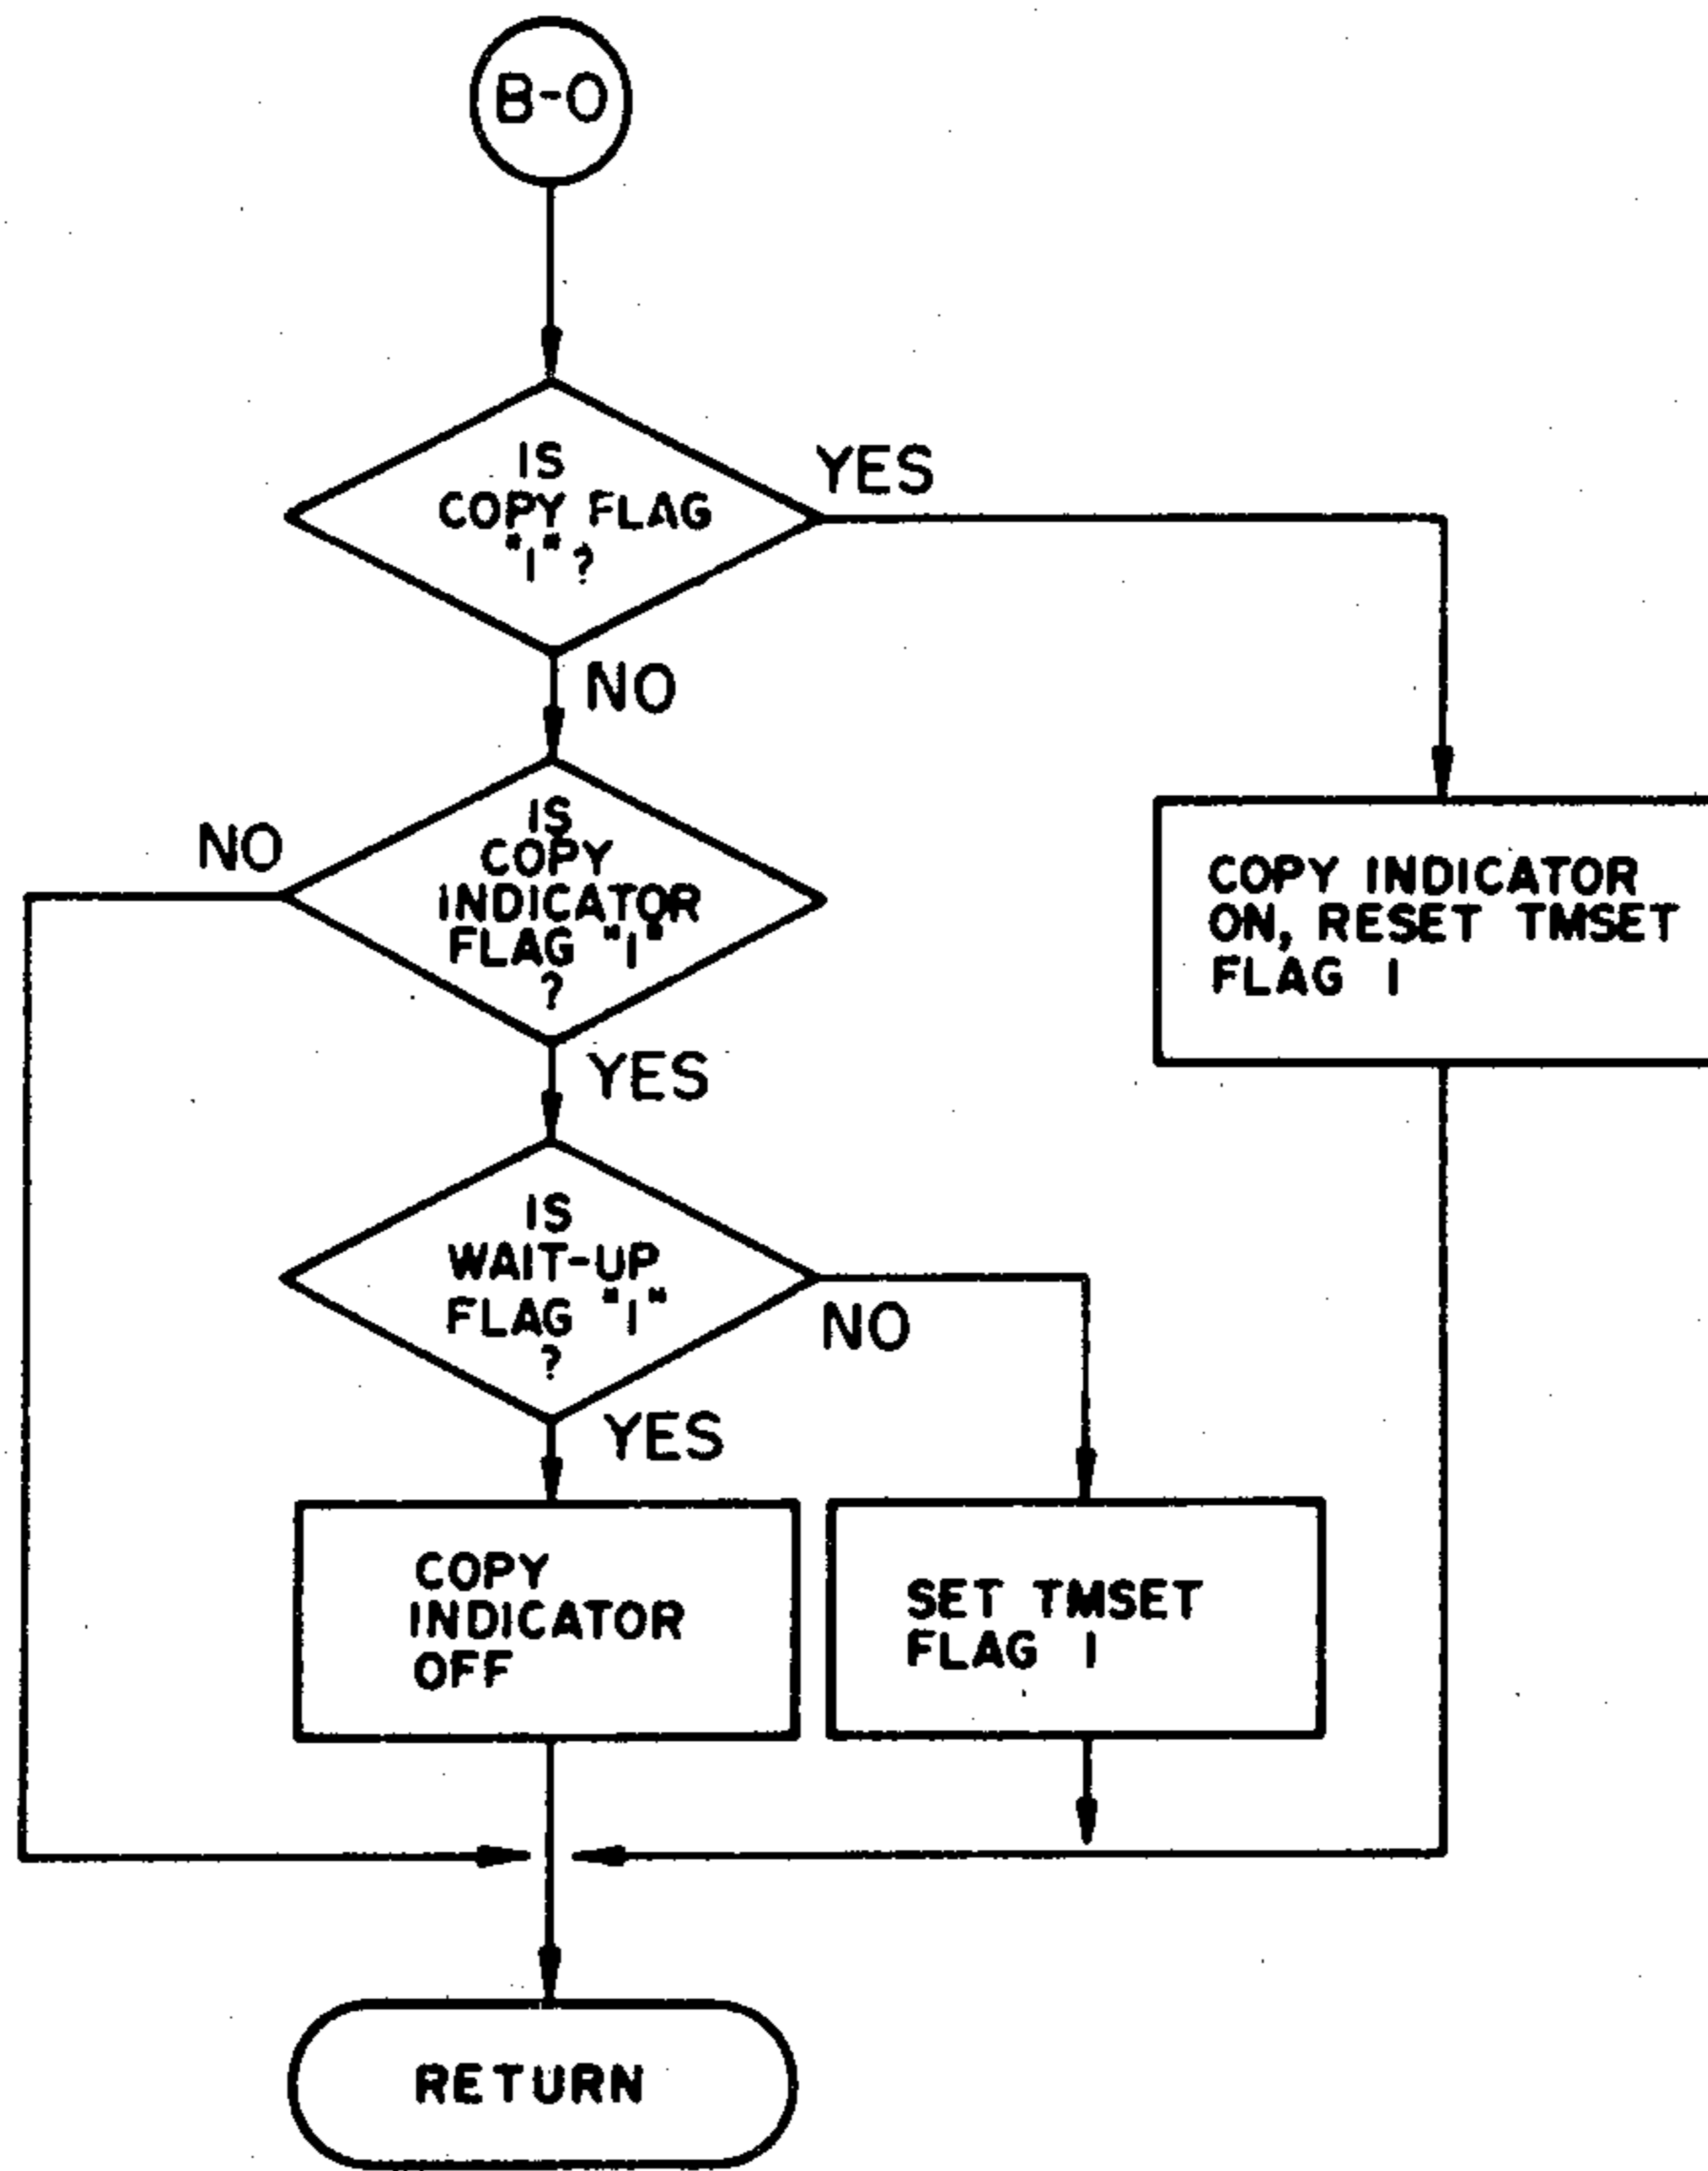 B-0
IS
COPY FLAG
"1" ?
YES
NO
IS
COPY
INDICATOR
FLAG "1"
?
NO
YES
COPY INDICATOR
ON, RESET TMSET
FLAG 1
IS
WAIT-UP
FLAG "1"
?
NO
YES
COPY
INDICATOR
OFF
SET TMSET
FLAG 1
RETURN